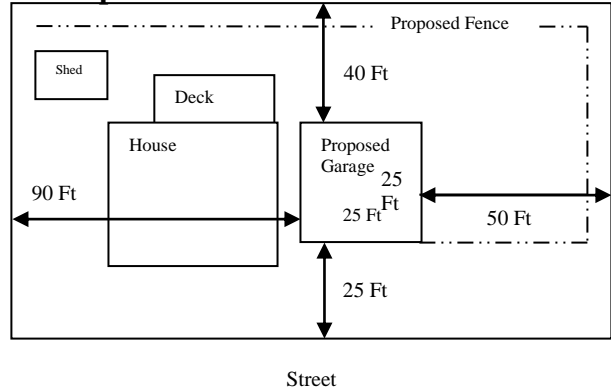 Proposed Fence
Shed
40 Ft
Deck
House
Proposed
Garage
25
Ft
25 Ft
90 Ft
50 Ft
25 Ft
Street